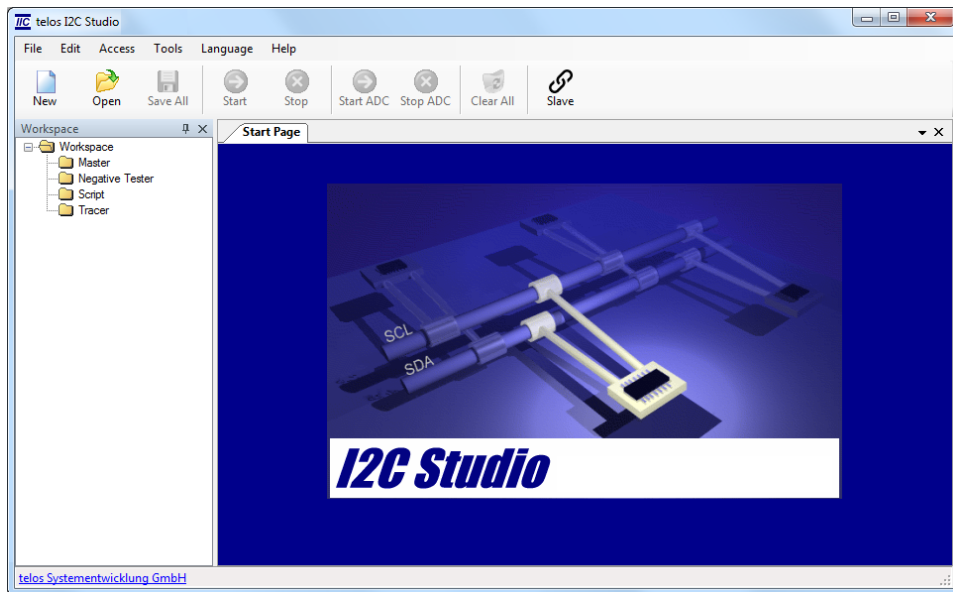 IIC telos I2C Studio
File Edit Access Tools Language Help
New Open Save All Start Stop Start ADC Stop ADC Clear All Slave
Workspace
Start Page
Workspace
Master
Negative Tester
Script
Tracer
SCL
SDA
I2C Studio
telos Systementwicklung GmbH